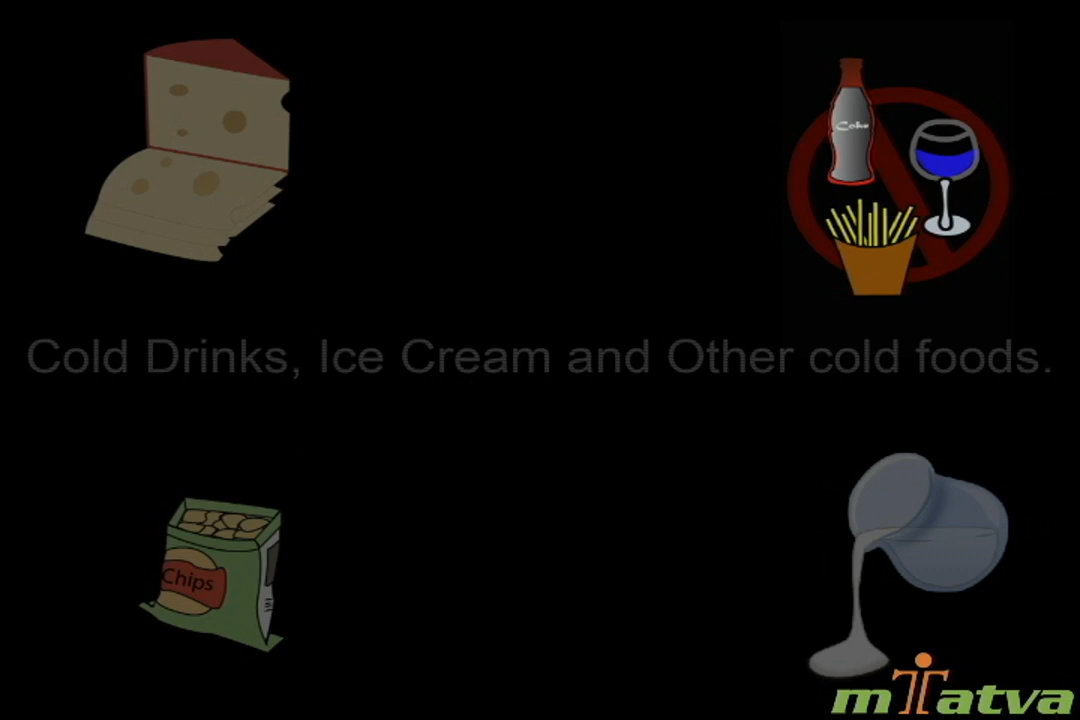 Coke
Cold Drinks, Ice Cream and Other cold foods.
Chips
mTatva